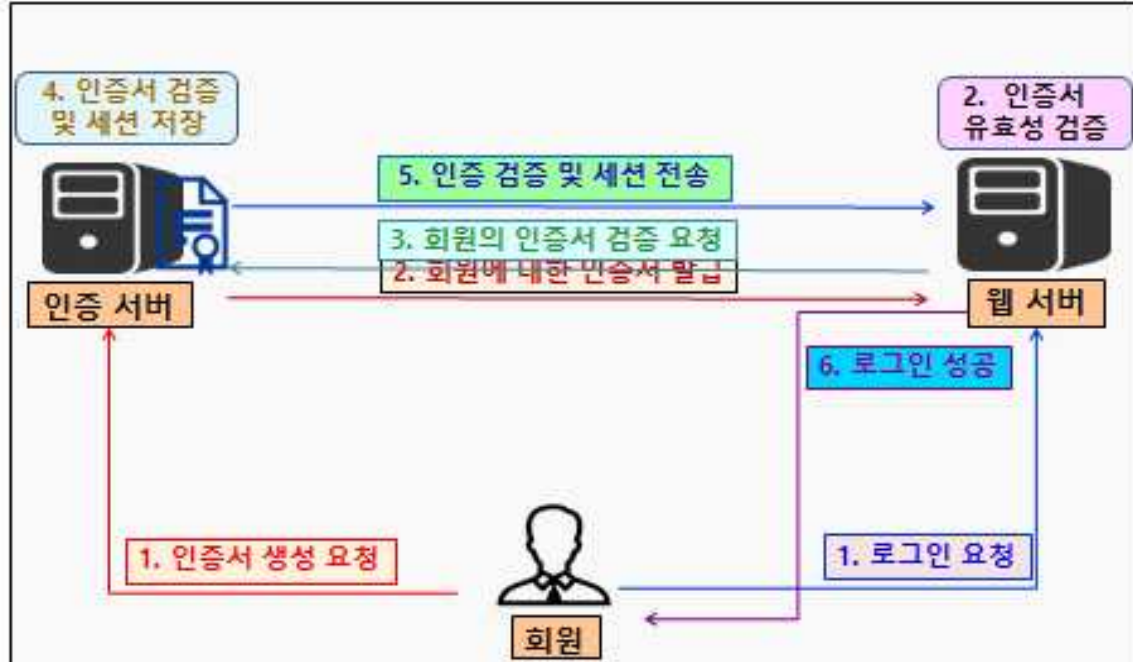 4. 인증서 검증
및 세션 저장
2. 인증서
유효성 검증
5. 인증 검증 및 세션 전송
3. 회원의 인증서 검증 요청
2. 회원에 대한 인증서 발급
인증 서버
웹 서버
6. 로그인 성공
1. 인증서 생성 요청
1. 로그인 요청
회원